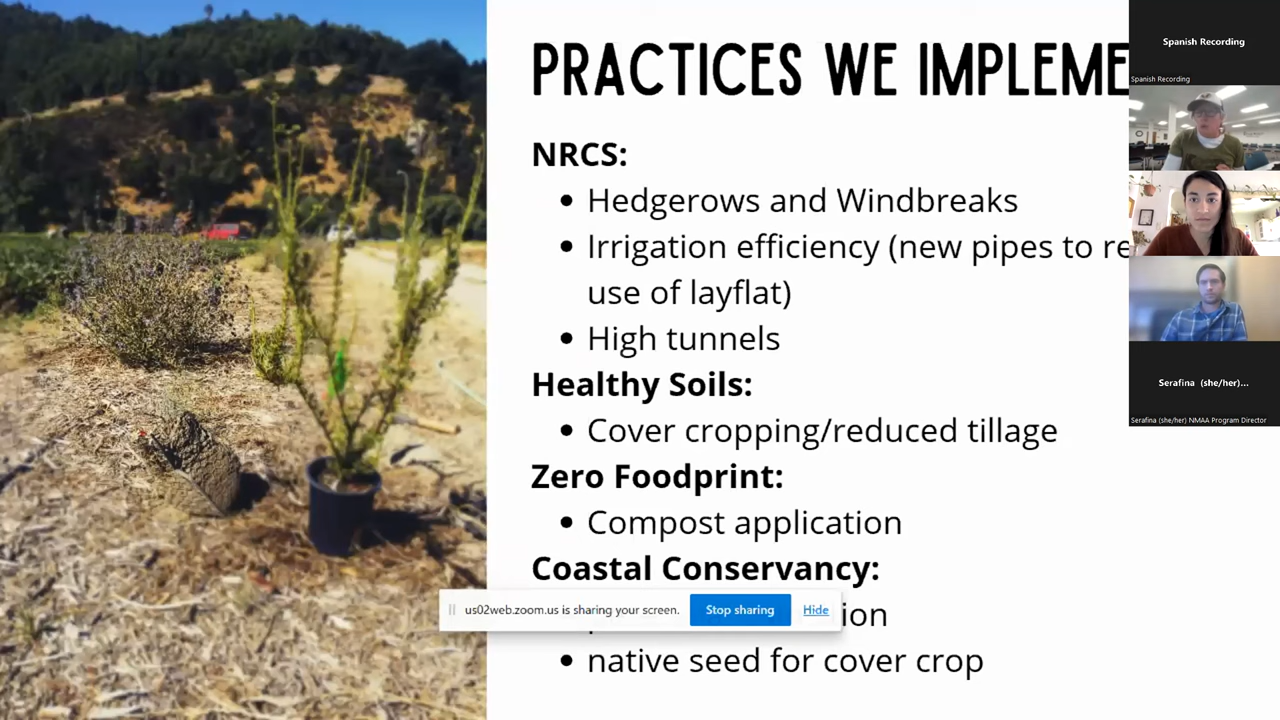 PRACTICES WE IMPLEME
NRCS:
Hedgerows and Windbreaks
Irrigation efficiency (new pipes to re
use of layflat)
High tunnels
Healthy Soils:
Cover cropping/reduced tillage
Zero Foodprint:
Compost application
Coastal Conservancy:
ion
native seed for cover crop
us02web.zoom.us is sharing your screen.
Stop sharing
Hide
Spanish Recording
Spanish Recording
Serafina (she/her)...
Serafina (she/her) NMAA Program Director